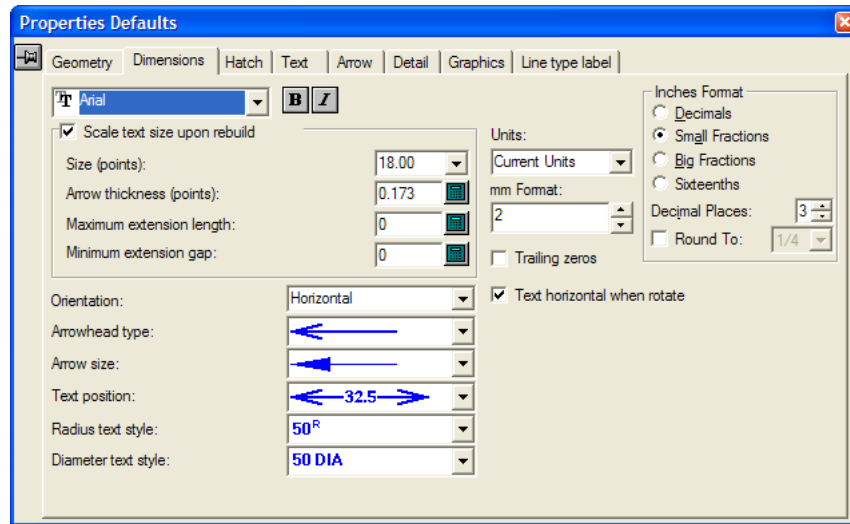 Properties Defaults
Geometry Dimensions Hatch Text Arrow Detail Graphics Line type label
Arial B I
Scale text size upon rebuild
Size (points): 18.00
Arrow thickness (points): 0.173
Maximum extension length: 0
Minimum extension gap: 0
Orientation: Horizontal
Arrowhead type:
Arrow size:
Text position: 32.5
Radius text style: 50R
Diameter text style: 50 DIA
Units:
Current Units
mm Format:
2
Trailing zeros
Text horizontal when rotate
Inches Format
Decimals
Small Fractions
Big Fractions
Sixteenths
Decimal Places: 3
Round To: 1/4